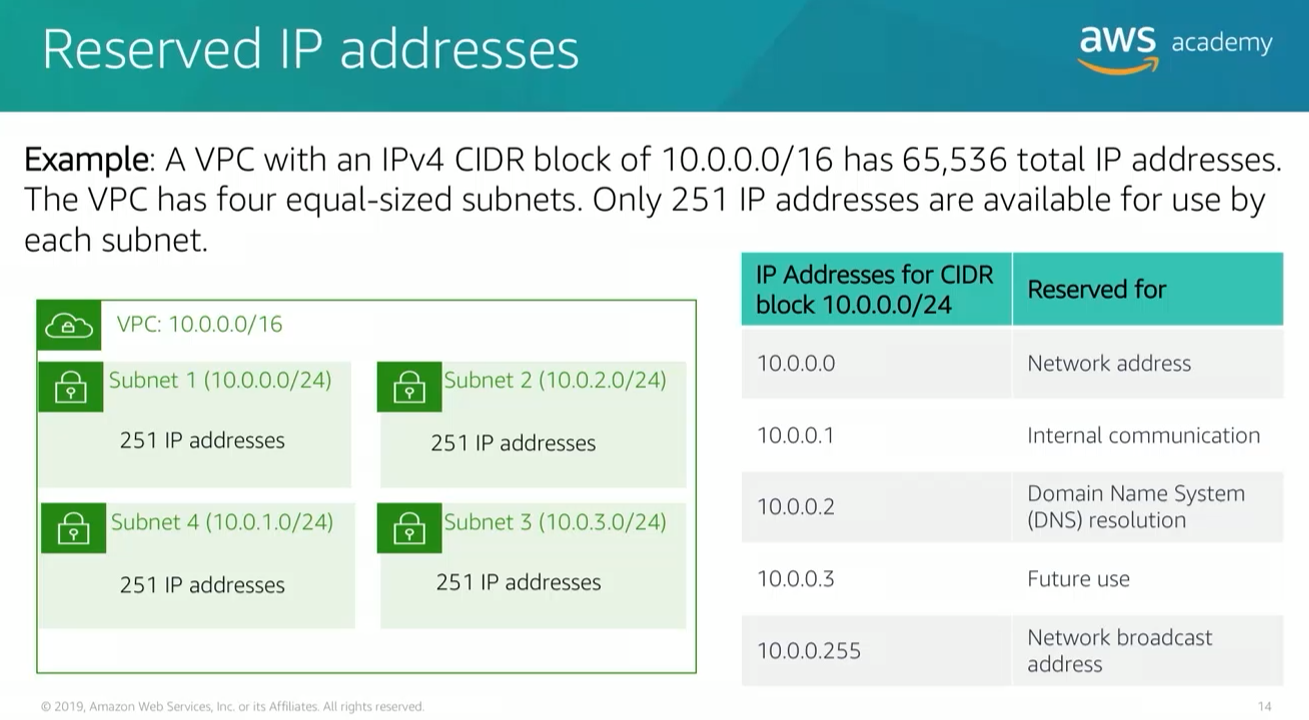 Reserved IP addresses
aws academy
Example: A VPC with an IPv4 CIDR block of 10.0.0.0/16 has 65,536 total IP addresses.
The VPC has four equal-sized subnets. Only 251 IP addresses are available for use by
each subnet.
VPC: 10.0.0.0/16
Subnet 1 (10.0.0.0/24)
251 IP addresses
Subnet 2 (10.0.2.0/24)
251 IP addresses
Subnet 4 (10.0.1.0/24)
251 IP addresses
Subnet 3 (10.0.3.0/24)
251 IP addresses
IP Addresses for CIDR
block 10.0.0.0/24
Reserved for
10.0.0.0
Network address
10.0.0.1
Internal communication
10.0.0.2
Domain Name System
(DNS) resolution
10.0.0.3
Future use
10.0.0.255
Network broadcast
address
© 2019, Amazon Web Services, Inc. or its Affiliates. All rights reserved.
14